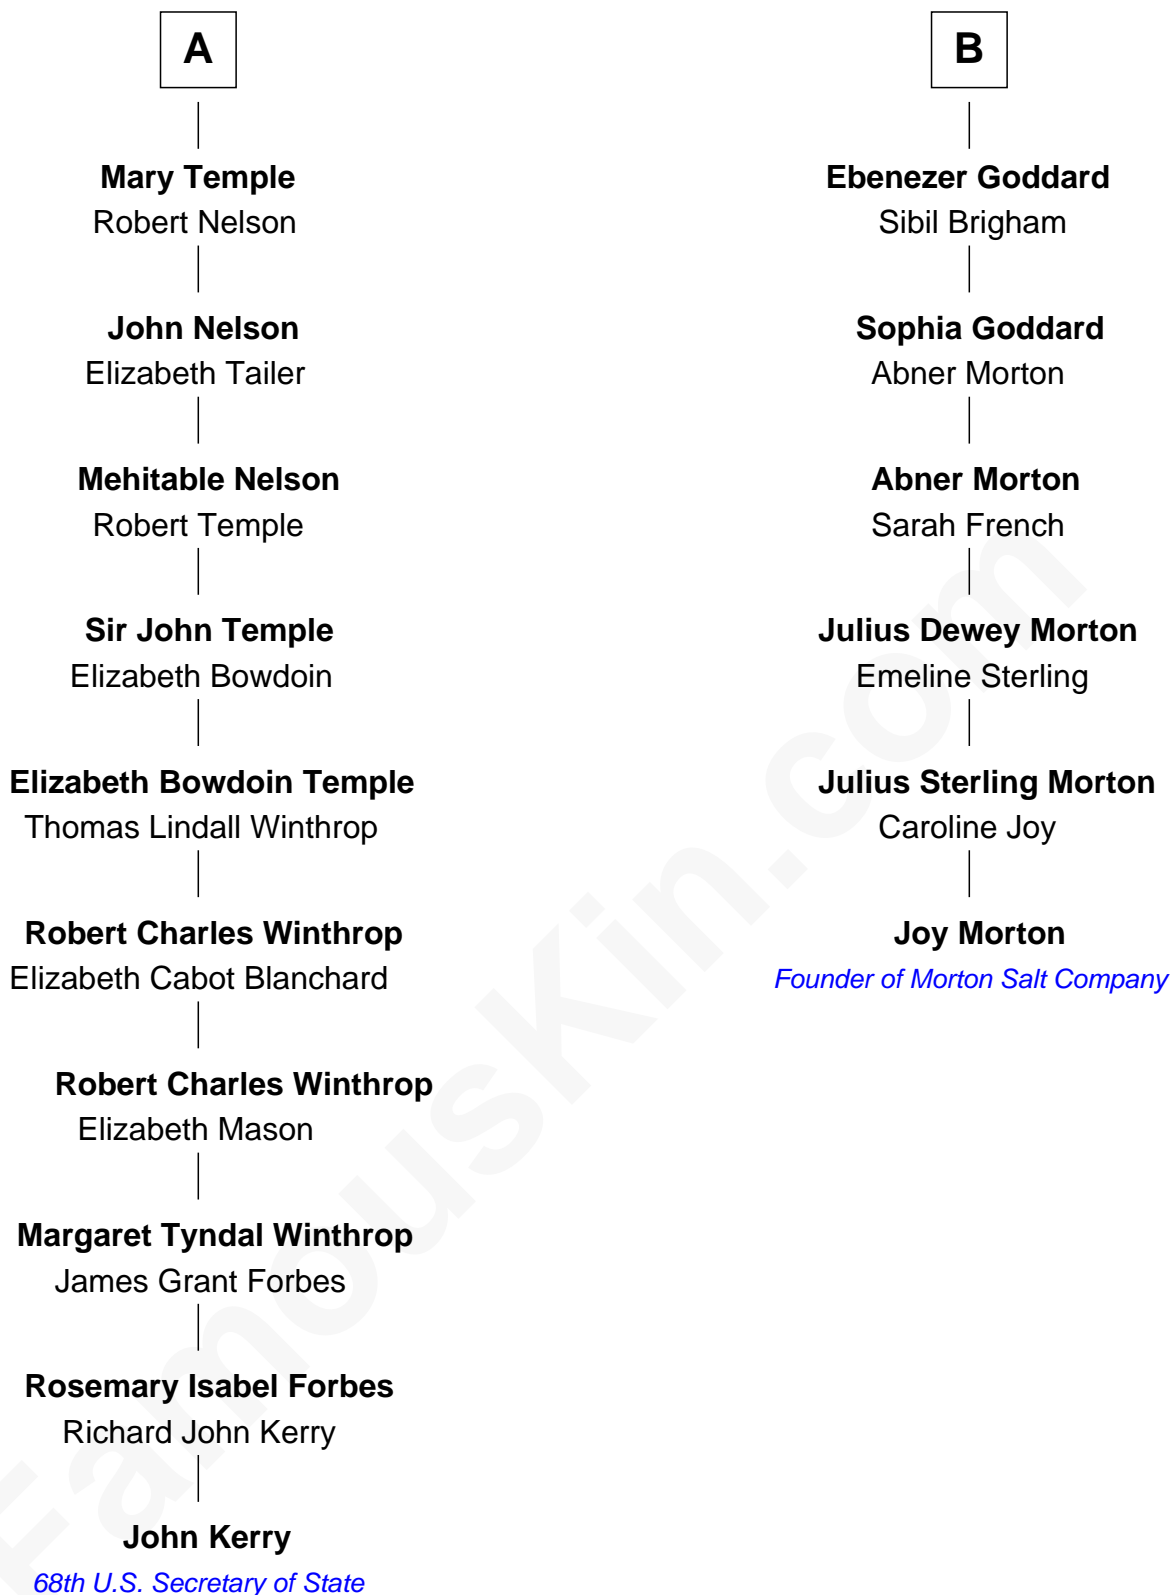 A
Mary Temple
Robert Nelson
John Nelson
Elizabeth Tailer
Mehitable Nelson
Robert Temple
Sir John Temple
Elizabeth Bowdoin
Elizabeth Bowdoin Temple
Thomas Lindall Winthrop
Robert Charles Winthrop
Elizabeth Cabot Blanchard
Robert Charles Winthrop
Elizabeth Mason
Margaret Tyndal Winthrop
James Grant Forbes
Rosemary Isabel Forbes
Richard John Kerry
John Kerry
68th U.S. Secretary of State
B
Ebenezer Goddard
Sibil Brigham
Sophia Goddard
Abner Morton
Abner Morton
Sarah French
Julius Dewey Morton
Emeline Sterling
Julius Sterling Morton
Caroline Joy
Joy Morton
Founder of Morton Salt Company
FamousKin.com